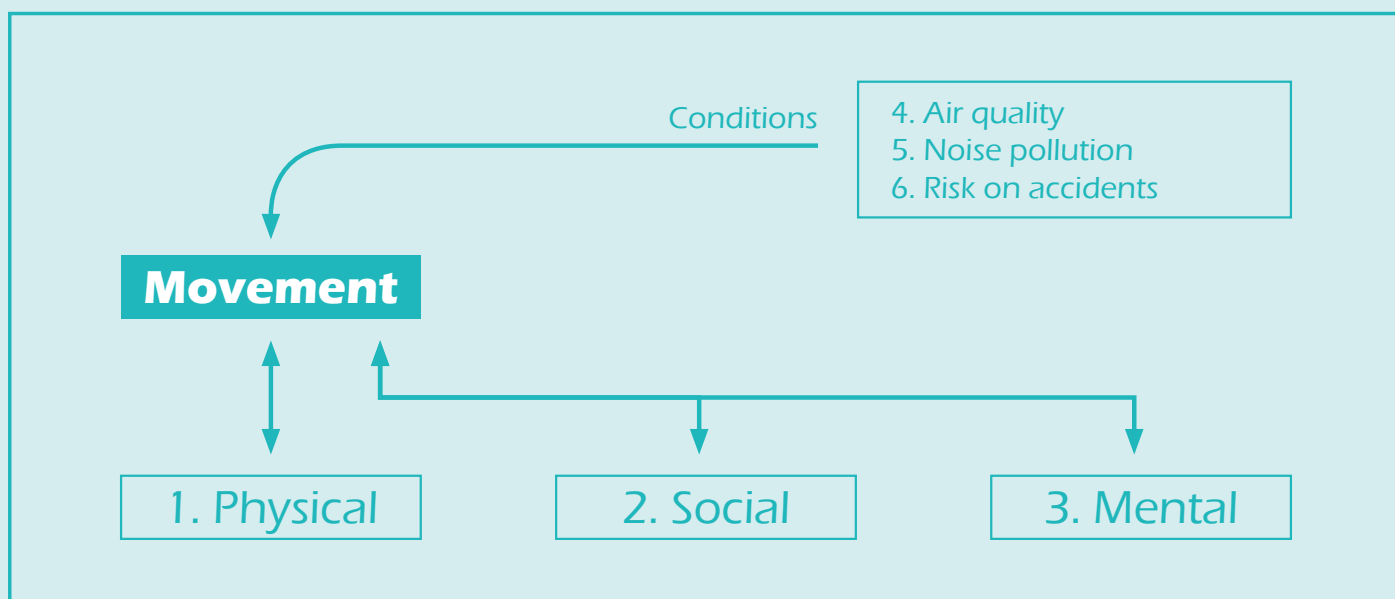 Conditions
4. Air quality
5. Noise pollution
6. Risk on accidents
Movement
1. Physical
2. Social
3. Mental